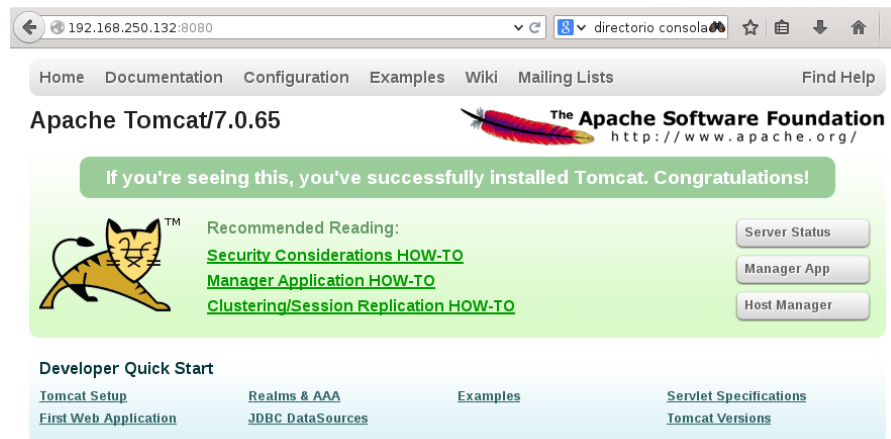 192.168.250.132:8080
8 directorio consola
Home Documentation Configuration Examples Wiki Mailing Lists Find Help
Apache Tomcat/7.0.65
The Apache Software Foundation
http://www.apache.org/
If you're seeing this, you've successfully installed Tomcat. Congratulations!
TM
Recommended Reading:
Security Considerations HOW-TO
Manager Application HOW-TO
Clustering/Session Replication HOW-TO
Server Status
Manager App
Host Manager
Developer Quick Start
Tomcat Setup Realms & AAA Examples Servlet Specifications
First Web Application JDBC DataSources Tomcat Versions